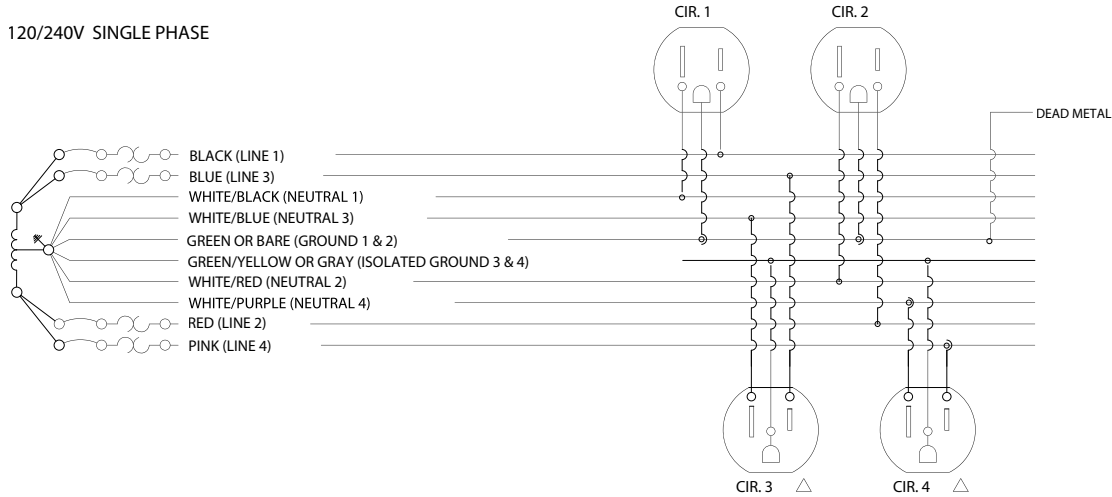 CIR. 1
CIR. 2
120/240V SINGLE PHASE
DEAD METAL
BLACK (LINE 1)
BLUE (LINE 3)
WHITE/BLACK (NEUTRAL 1)
WHITE/BLUE (NEUTRAL 3)
GREEN OR BARE (GROUND 1 & 2)
GREEN/YELLOW OR GRAY (ISOLATED GROUND 3 & 4)
WHITE/RED (NEUTRAL 2)
WHITE/PURPLE (NEUTRAL 4)
RED (LINE 2)
PINK (LINE 4)
CIR. 3
CIR. 4